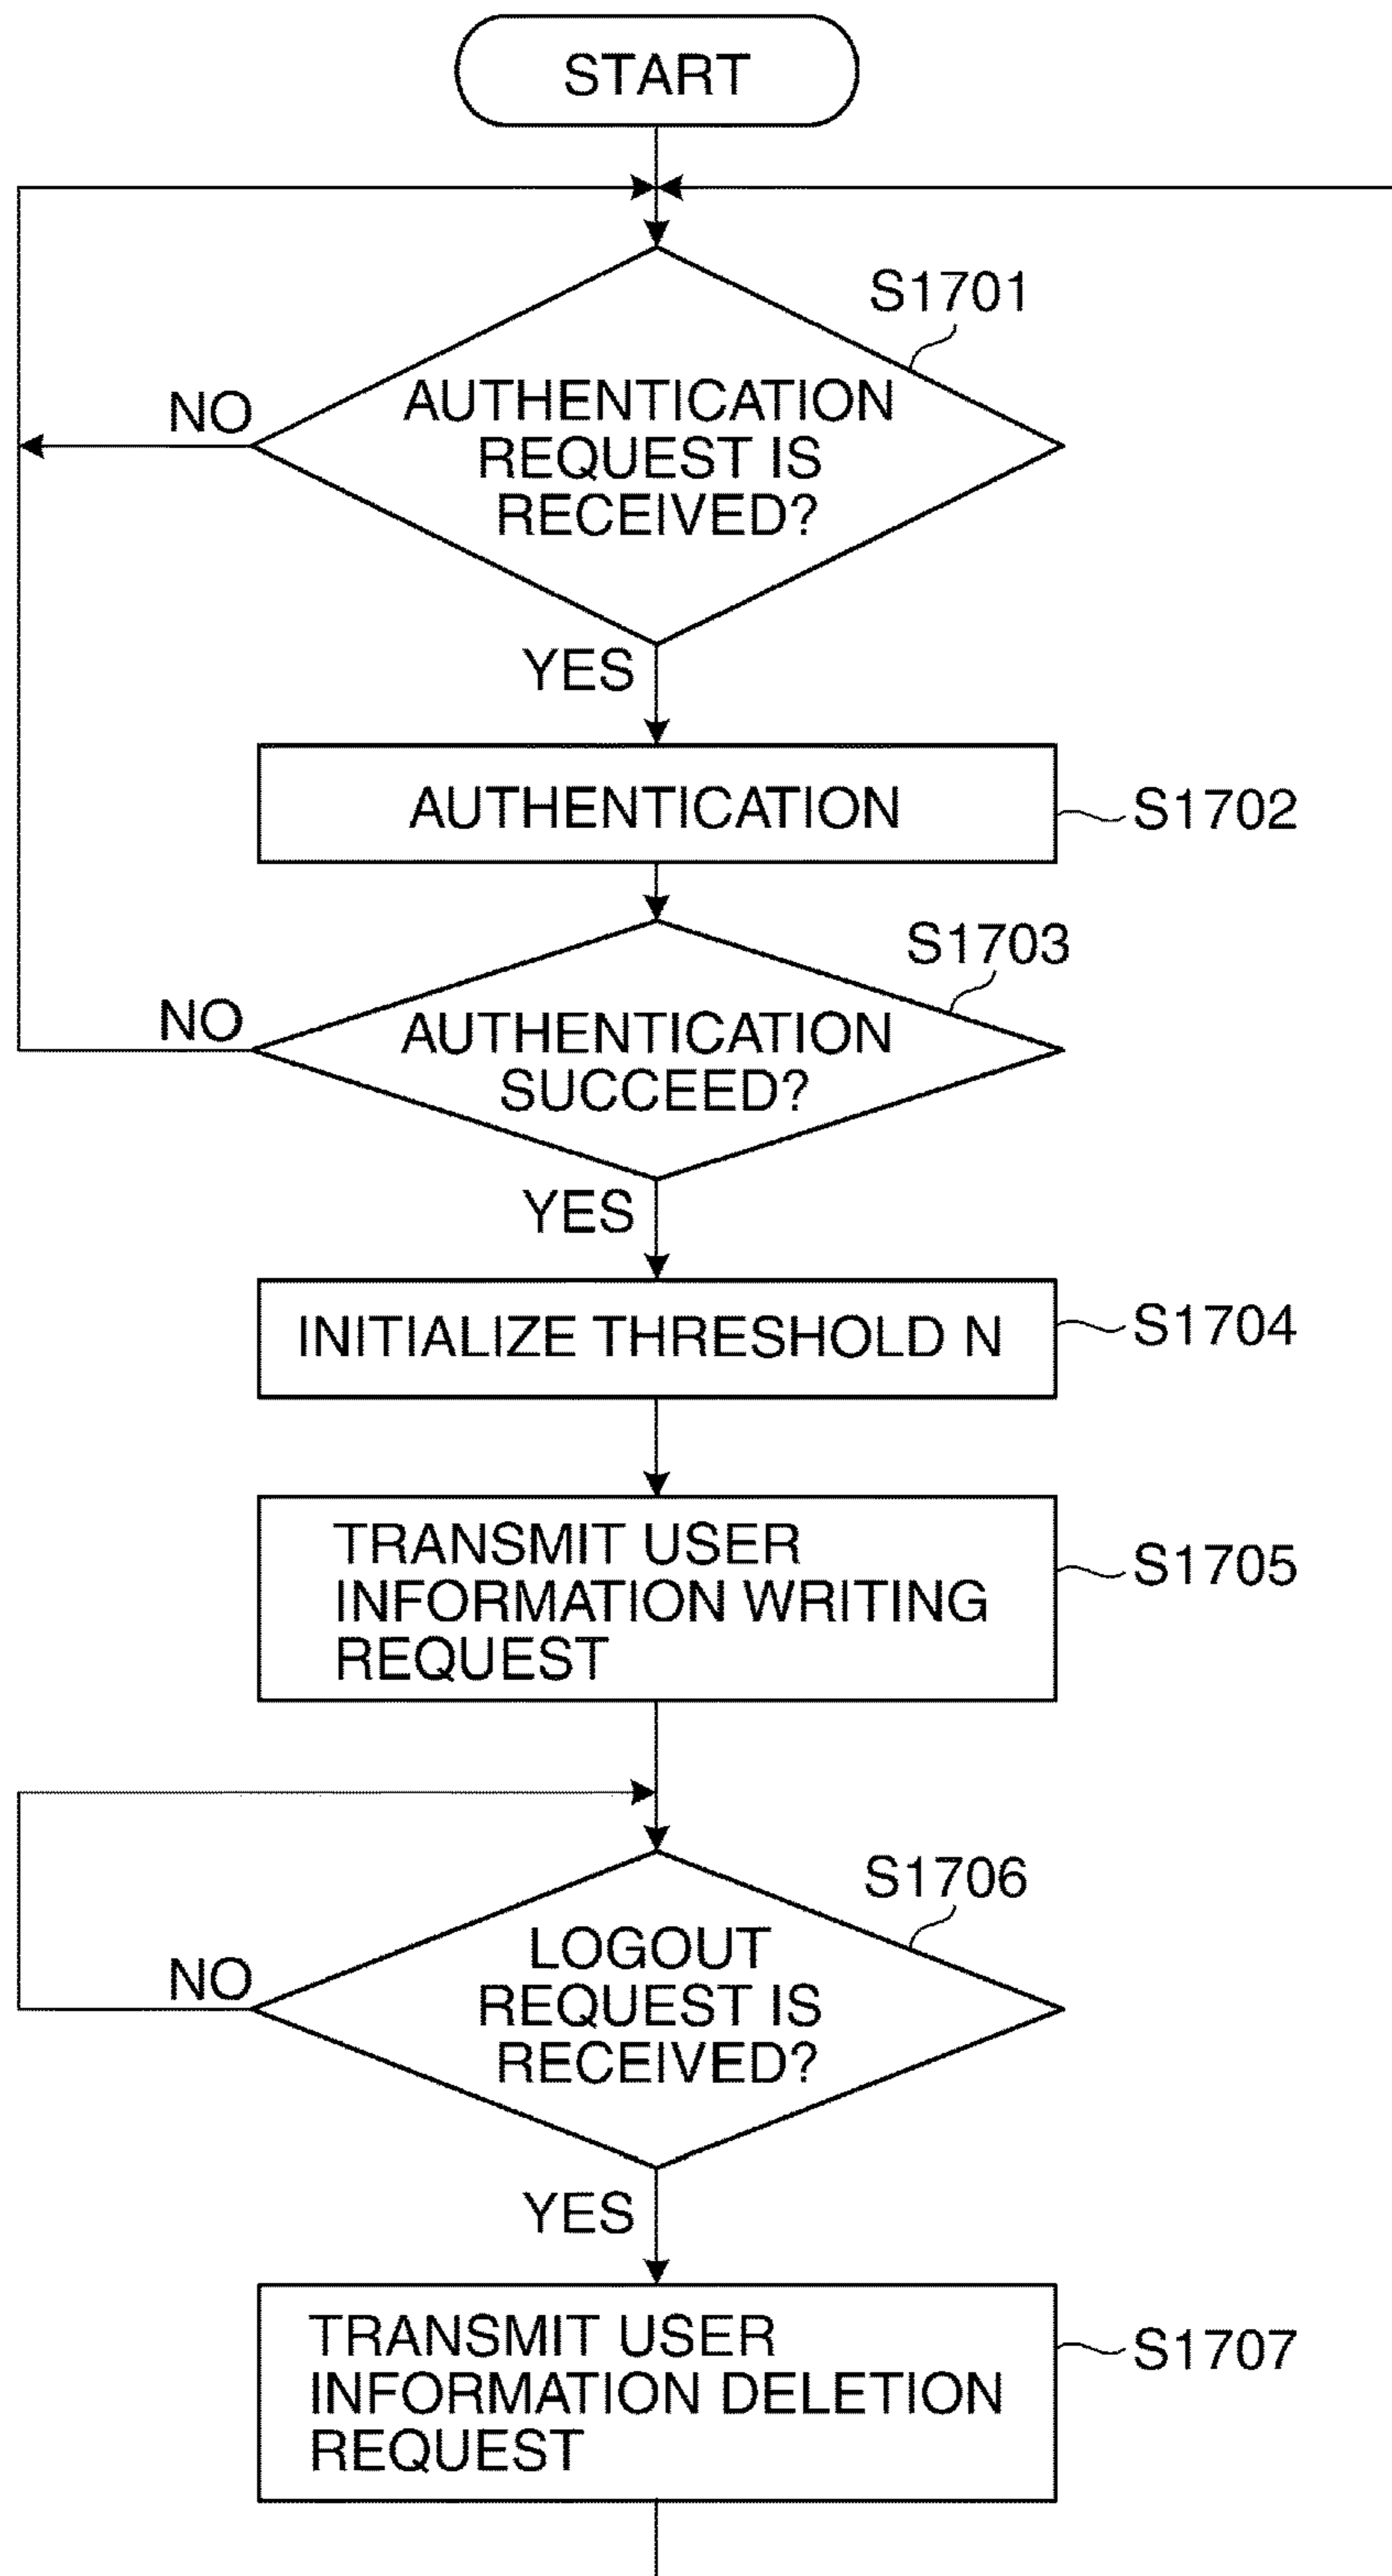 START
S1701
AUTHENTICATION
REQUEST IS
RECEIVED?
NO
YES
AUTHENTICATION
S1702
S1703
AUTHENTICATION
SUCCEED?
NO
YES
INITIALIZE THRESHOLD N
S1704
TRANSMIT USER
INFORMATION WRITING
REQUEST
S1705
S1706
LOGOUT
REQUEST IS
RECEIVED?
NO
YES
TRANSMIT USER
INFORMATION DELETION
REQUEST
S1707